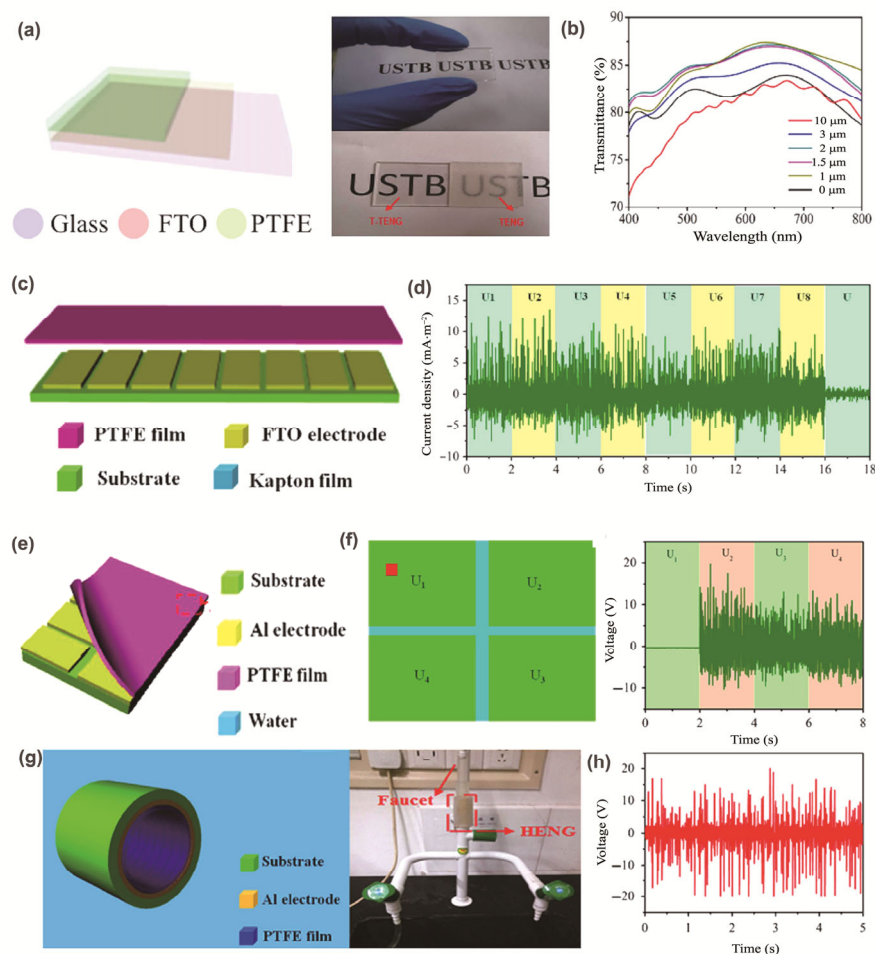 (a)
Glass FTO PTFE
USTB USTB USTB
USTB USTB
T-TENG TENG
(b)
Transmittance (%)
90
85
80
75
70
10 μm
3 μm
2 μm
1.5 μm
1 μm
0 μm
400 500 600 700 800
Wavelength (nm)
(c)
PTFE film FTO electrode
Substrate Kapton film
(d)
Current density (mA·m⁻²)
17.5
15
10
5
0
−5
−10
U1 U2 U3 U4 U5 U6 U7 U8 U
0 2 4 6 8 10 12 14 16 18
Time (s)
(e)
Substrate
Al electrode
PTFE film
Water
(f)
U₁ U₂
U₄ U₃
Voltage (V)
20
10
0
−10
U₁ U₂ U₃ U₄
0 2 4 6 8
Time (s)
(g)
Substrate
Al electrode
PTFE film
Faucet
HENG
(h)
Voltage (V)
20
10
0
−10
−20
0 1 2 3 4 5
Time (s)